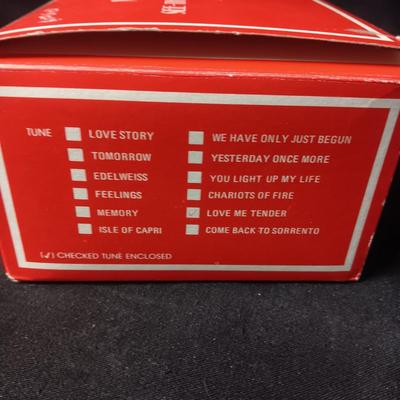 TUNE
LOVE STORY
TOMORROW
EDELWEISS
FEELINGS
MEMORY
ISLE OF CAPRI
WE HAVE ONLY JUST BEGUN
YESTERDAY ONCE MORE
YOU LIGHT UP MY LIFE
CHARIOTS OF FIRE
✓ LOVE ME TENDER
COME BACK TO SORRENTO
(✓) CHECKED TUNE ENCLOSED